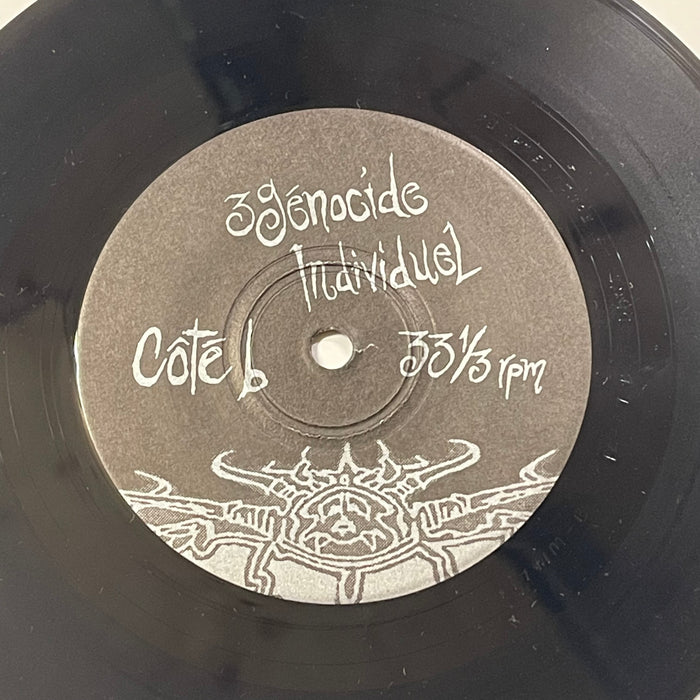 3génocide
Individuel
Côté b 33⅓ rpm